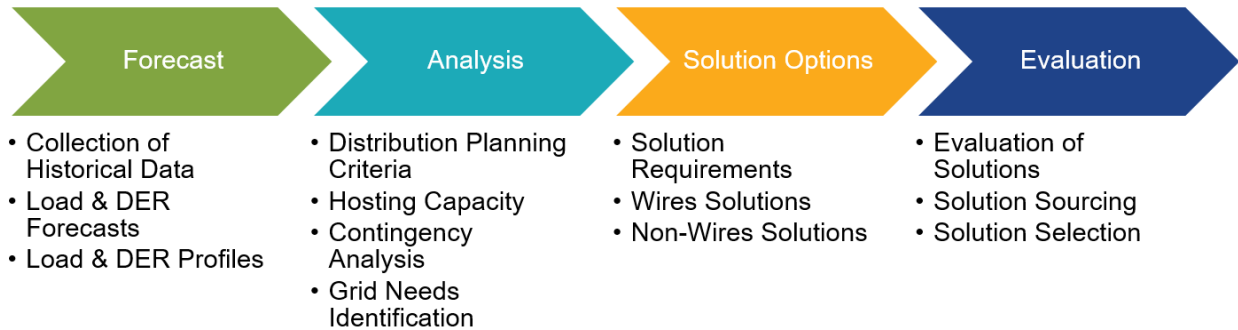 Forecast
• Collection of
Historical Data
• Load & DER
Forecasts
• Load & DER Profiles
Analysis
• Distribution Planning
Criteria
• Hosting Capacity
• Contingency
Analysis
• Grid Needs
Identification
Solution Options
• Solution
Requirements
• Wires Solutions
• Non-Wires Solutions
Evaluation
• Evaluation of
Solutions
• Solution Sourcing
• Solution Selection